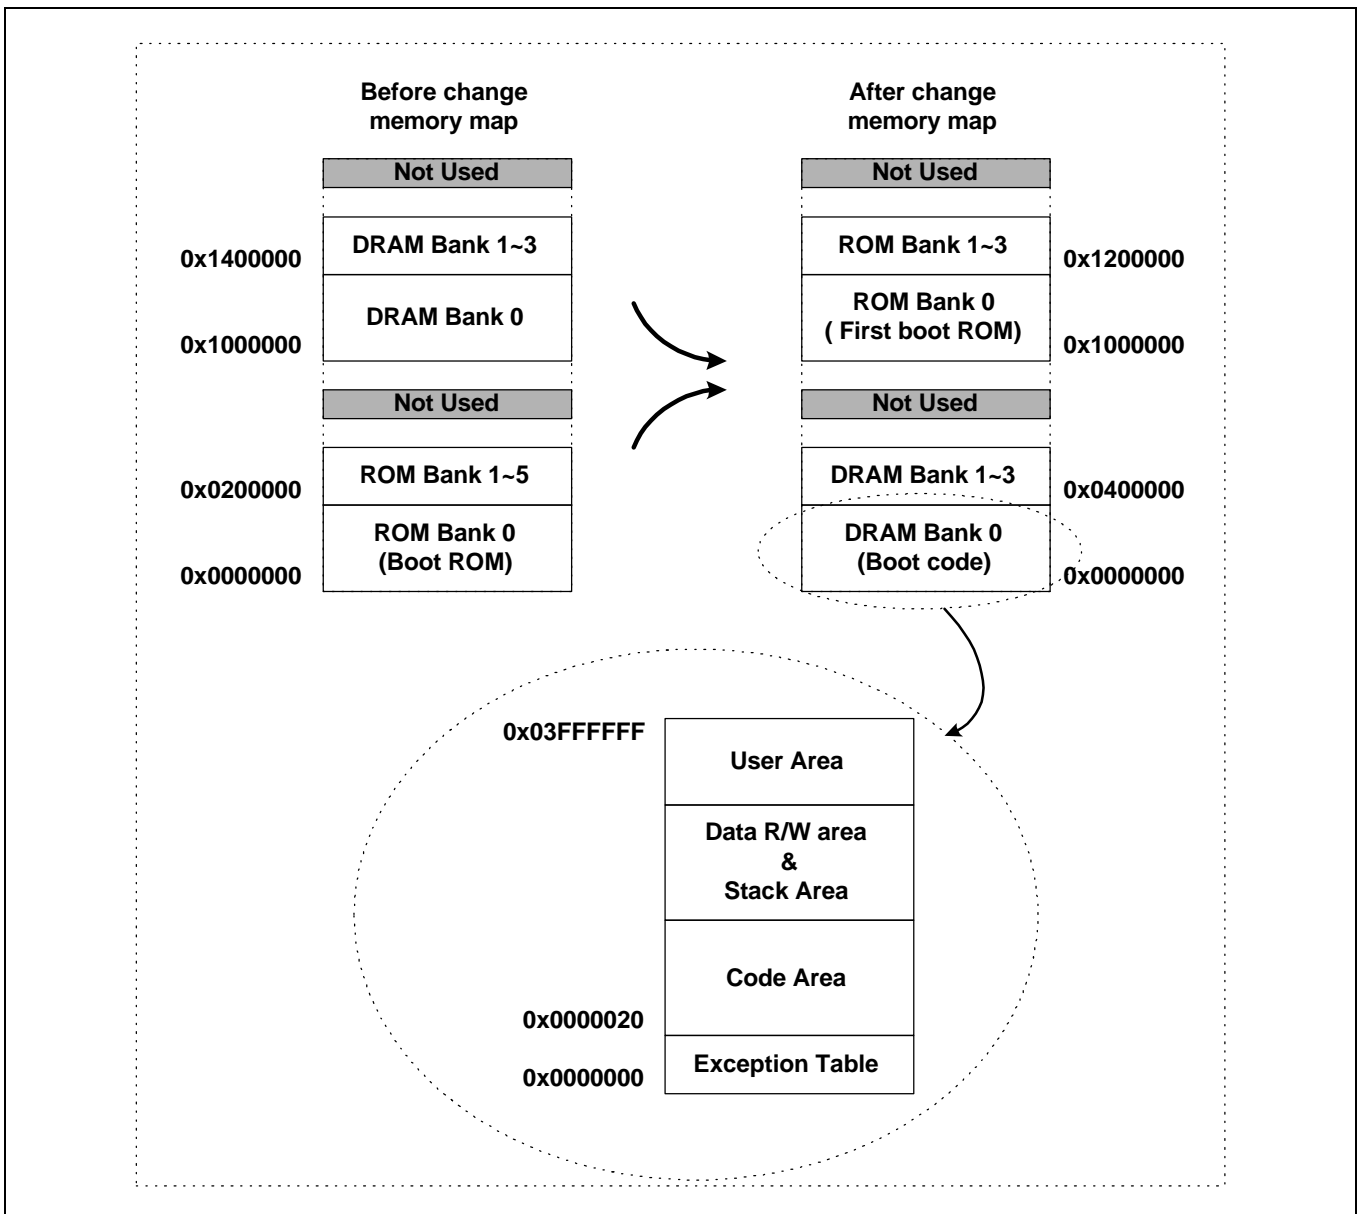 Before change
memory map
Not Used
DRAM Bank 1~3
0x1400000
DRAM Bank 0
0x1000000
Not Used
ROM Bank 1~5
0x0200000
ROM Bank 0
(Boot ROM)
0x0000000
After change
memory map
Not Used
ROM Bank 1~3
0x1200000
ROM Bank 0
( First boot ROM)
0x1000000
Not Used
DRAM Bank 1~3
0x0400000
DRAM Bank 0
(Boot code)
0x0000000
0x03FFFFFF
User Area
Data R/W area
&
Stack Area
Code Area
0x0000020
Exception Table
0x0000000